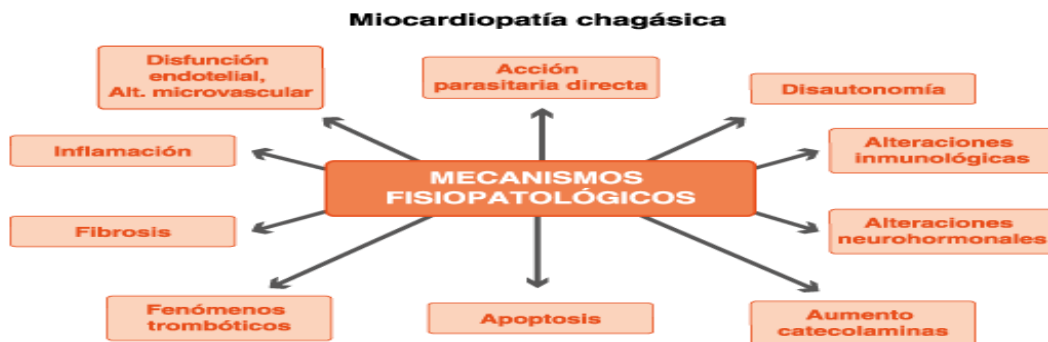 Miocardiopatía chagásica
Disfunción
endotelial,
Alt. microvascular
Acción
parasitaria directa
Disautonomía
Inflamación
Alteraciones
inmunológicas
MECANISMOS
FISIOPATOLÓGICOS
Fibrosis
Alteraciones
neurohormonales
Fenómenos
trombóticos
Apoptosis
Aumento
catecolaminas